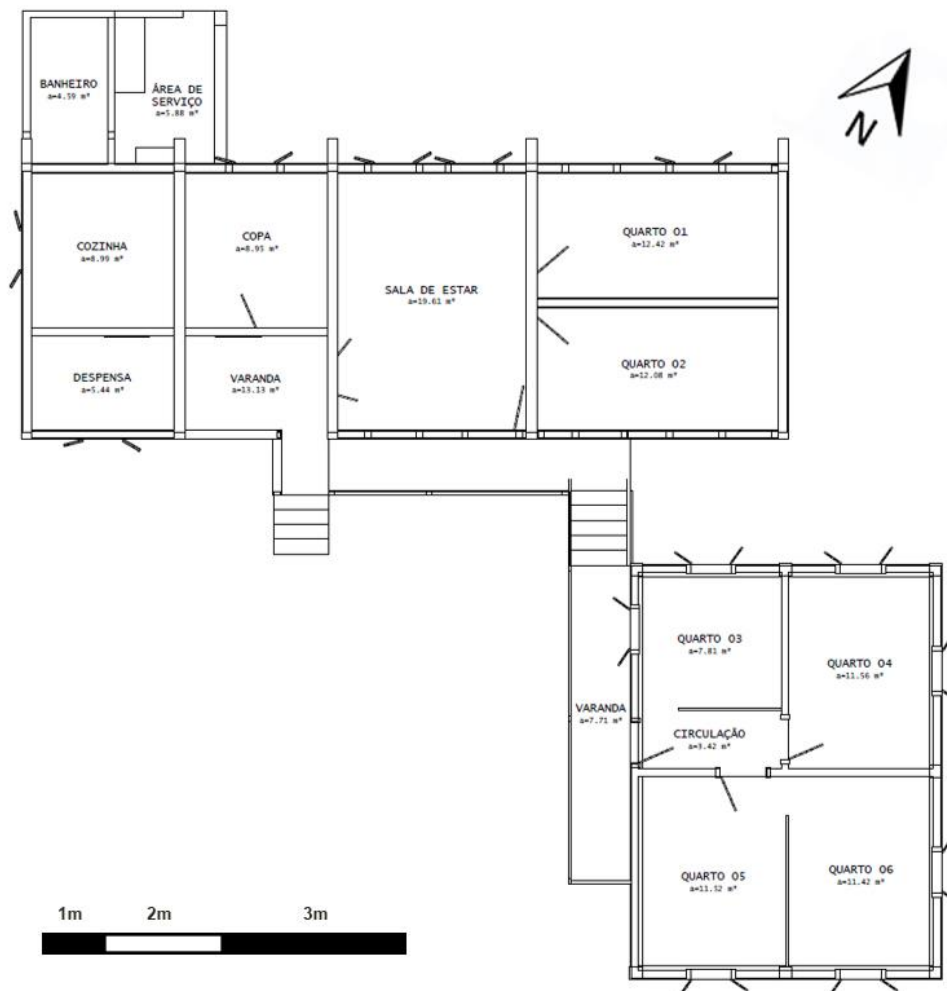 BANHEIRO
a=4.59 m²
ÁREA DE
SERVIÇO
a=5.88 m²
N
COZINHA
a=8.99 m²
COPA
a=8.95 m²
SALA DE ESTAR
a=19.61 m²
QUARTO 01
a=12.42 m²
DESPENSA
a=5.44 m²
VARANDA
a=13.13 m²
QUARTO 02
a=12.08 m²
QUARTO 03
a=7.81 m²
QUARTO 04
a=11.56 m²
VARANDA
a=7.71 m²
CIRCULAÇÃO
a=3.42 m²
QUARTO 05
a=11.52 m²
QUARTO 06
a=11.42 m²
1m 2m 3m